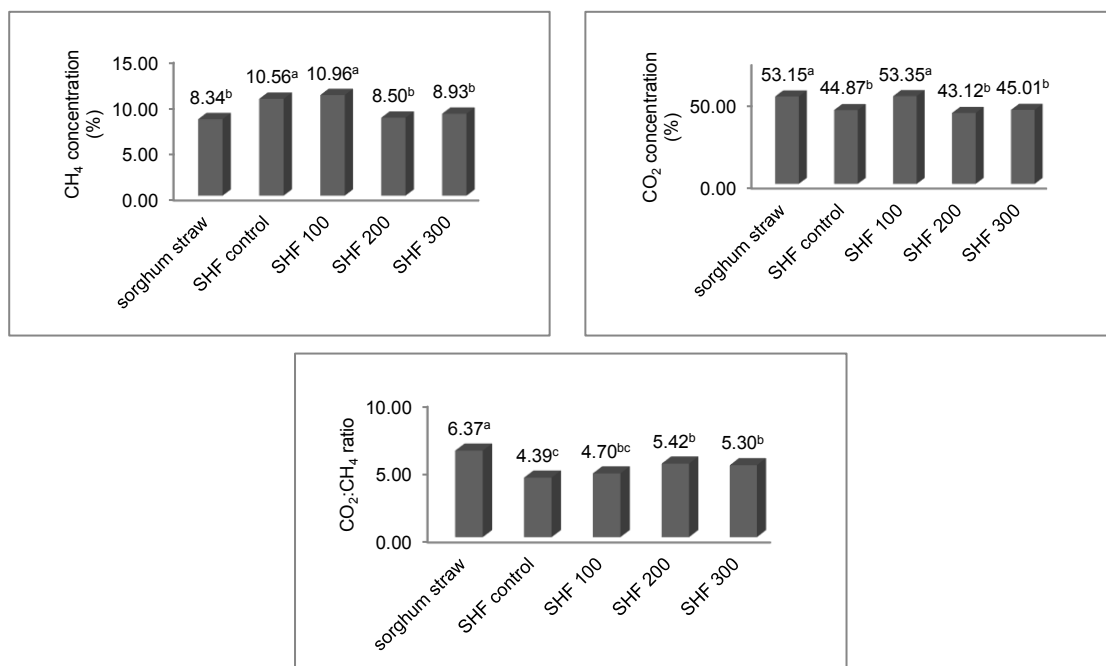 15.00
10.00
5.00
0.00
CH₄ concentration
(%)
8.34ᵇ
10.56ᵃ
10.96ᵃ
8.50ᵇ
8.93ᵇ
sorghum straw
SHF control
SHF 100
SHF 200
SHF 300
50.00
0.00
CO₂ concentration
(%)
53.15ᵃ
44.87ᵇ
53.35ᵃ
43.12ᵇ
45.01ᵇ
sorghum straw
SHF control
SHF 100
SHF 200
SHF 300
10.00
5.00
0.00
CO₂:CH₄ ratio
6.37ᵃ
4.39ᶜ
4.70ᵇᶜ
5.42ᵇ
5.30ᵇ
sorghum straw
SHF control
SHF 100
SHF 200
SHF 300